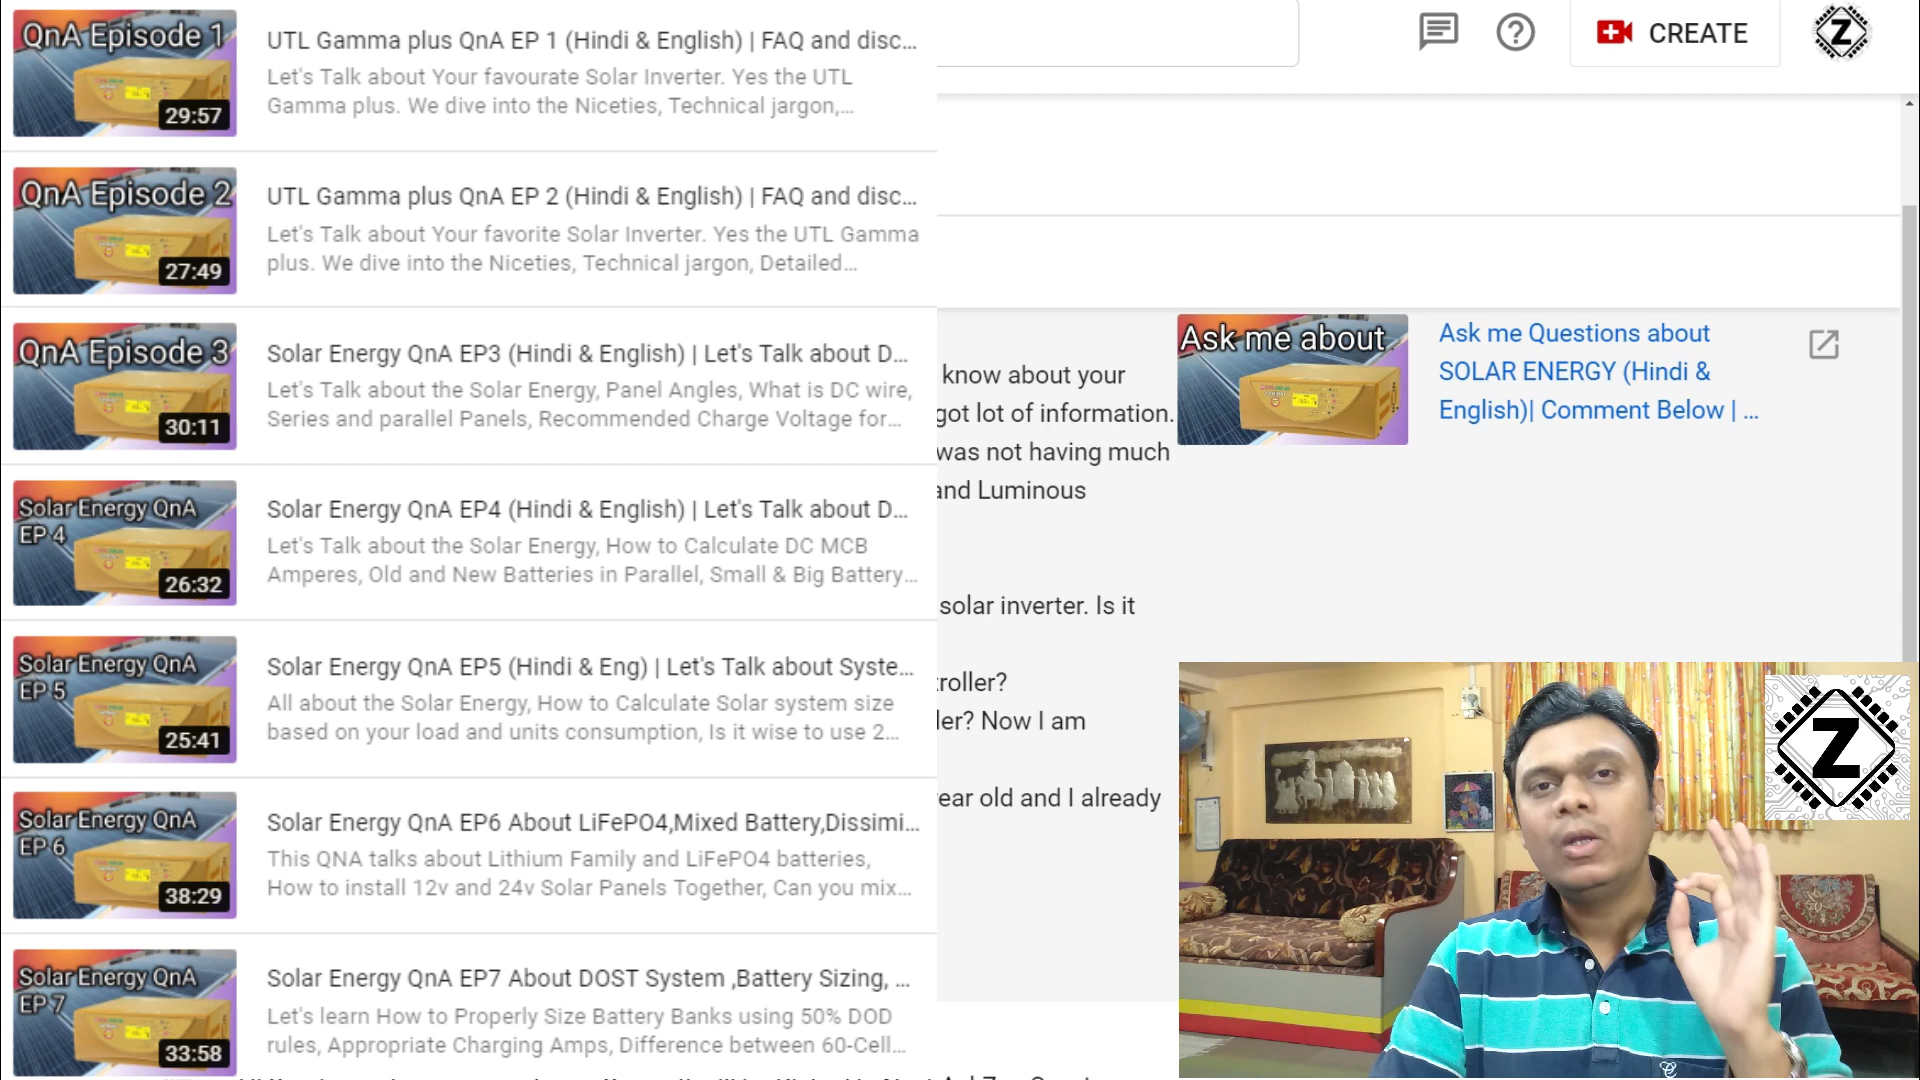 QnA Episode 1
29:57
UTL Gamma plus QnA EP 1 (Hindi & English) | FAQ and disc...
Let's Talk about Your favourate Solar Inverter. Yes the UTL
Gamma plus. We dive into the Niceties, Technical jargon,...
QnA Episode 2
27:49
UTL Gamma plus QnA EP 2 (Hindi & English) | FAQ and disc...
Let's Talk about Your favorite Solar Inverter. Yes the UTL Gamma
plus. We dive into the Niceties, Technical jargon, Detailed...
QnA Episode 3
30:11
Solar Energy QnA EP3 (Hindi & English) | Let's Talk about D...
Let's Talk about the Solar Energy, Panel Angles, What is DC wire,
Series and parallel Panels, Recommended Charge Voltage for...
Solar Energy QnA
EP 4
26:32
Solar Energy QnA EP4 (Hindi & English) | Let's Talk about D...
Let's Talk about the Solar Energy, How to Calculate DC MCB
Amperes, Old and New Batteries in Parallel, Small & Big Battery...
Solar Energy QnA
EP 5
25:41
Solar Energy QnA EP5 (Hindi & Eng) | Let's Talk about Syste...
All about the Solar Energy, How to Calculate Solar system size
based on your load and units consumption, Is it wise to use 2...
Solar Energy QnA
EP 6
38:29
Solar Energy QnA EP6 About LiFePO4,Mixed Battery,Dissimi...
This QNA talks about Lithium Family and LiFePO4 batteries,
How to install 12v and 24v Solar Panels Together, Can you mix...
Solar Energy QnA
EP 7
33:58
Solar Energy QnA EP7 About DOST System ,Battery Sizing, ...
Let's learn How to Properly Size Battery Banks using 50% DOD
rules, Appropriate Charging Amps, Difference between 60-Cell...
CREATE
Z
know about your
got lot of information.
was not having much
and Luminous
solar inverter. Is it
roller?
ler? Now I am
ear old and I already
Ask me about
Ask me Questions about
SOLAR ENERGY (Hindi &
English)| Comment Below | ...
Z